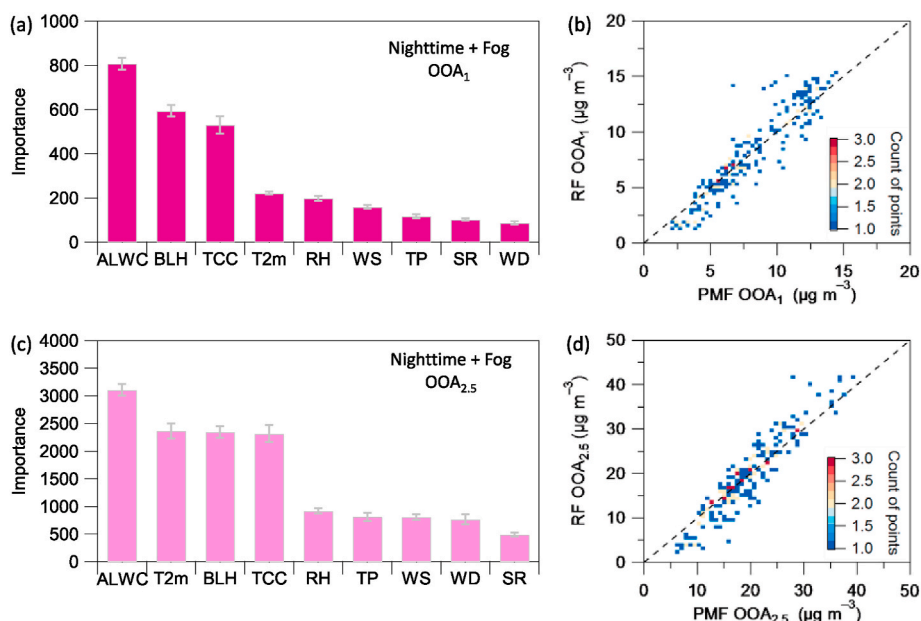 (a)
Nighttime + Fog
OOA₁
Importance
1000
800
600
400
200
0
ALWC BLH TCC T2m RH WS TP SR WD
(b)
RF OOA₁ (µg m⁻³)
20
15
10
5
0
0 5 10 15 20
PMF OOA₁ (µg m⁻³)
3.0
2.5
2.0
1.5
1.0
Count of points
(c)
Nighttime + Fog
OOA₂.₅
Importance
4000
3500
3000
2500
2000
1500
1000
500
0
ALWC T2m BLH TCC RH TP WS WD SR
(d)
RF OOA₂.₅ (µg m⁻³)
50
40
30
20
10
0
0 10 20 30 40 50
PMF OOA₂.₅ (µg m⁻³)
3.0
2.5
2.0
1.5
1.0
Count of points